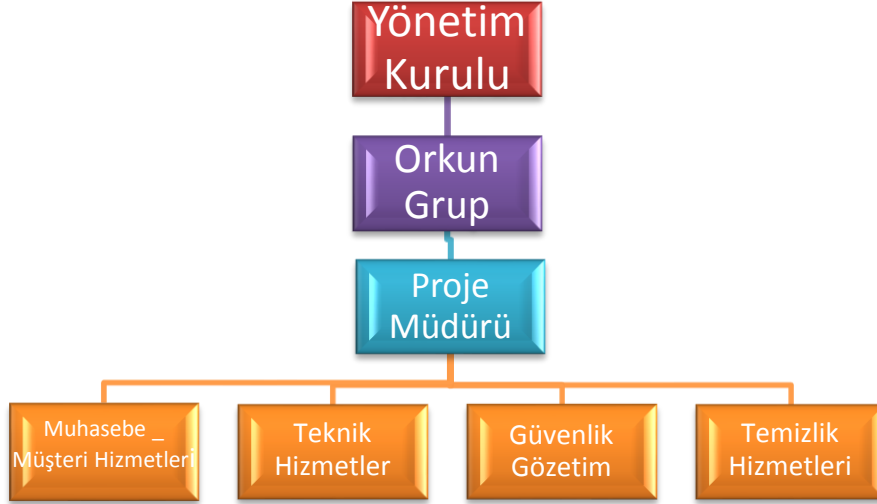 Yönetim
Kurulu
Orkun
Grup
Proje
Müdürü
Muhasebe _
Müşteri Hizmetleri
Teknik
Hizmetler
Güvenlik
Gözetim
Temizlik
Hizmetleri